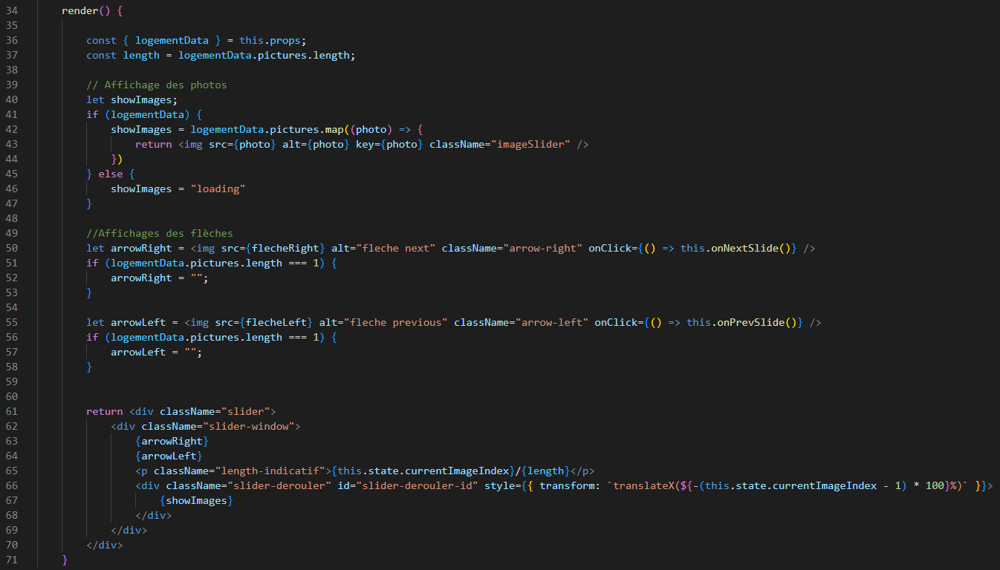 34 render() {
35
36 const { logementData } = this.props;
37 const length = logementData.pictures.length;
38
39 // Affichage des photos
40 let showImages;
41 if (logementData) {
42 showImages = logementData.pictures.map((photo) => {
43 return <img src={photo} alt={photo} key={photo} className="imageSlider" />
44 })
45 } else {
46 showImages = "loading"
47 }
48
49 //Affichages des flèches
50 let arrowRight = <img src={flecheRight} alt="fleche next" className="arrow-right" onClick={() => this.onNextSlide()} />
51 if (logementData.pictures.length === 1) {
52 arrowRight = "";
53 }
54
55 let arrowLeft = <img src={flecheLeft} alt="fleche previous" className="arrow-left" onClick={() => this.onPrevSlide()} />
56 if (logementData.pictures.length === 1) {
57 arrowLeft = "";
58 }
59
60
61 return <div className="slider">
62 <div className="slider-window">
63 {arrowRight}
64 {arrowLeft}
65 <p className="length-indicatif">{this.state.currentImageIndex}/{length}</p>
66 <div className="slider-derouler" id="slider-derouler-id" style={{ transform: `translateX(${-(this.state.currentImageIndex - 1) * 100}%)` }}>
67 {showImages}
68 </div>
69 </div>
70 </div>
71 }